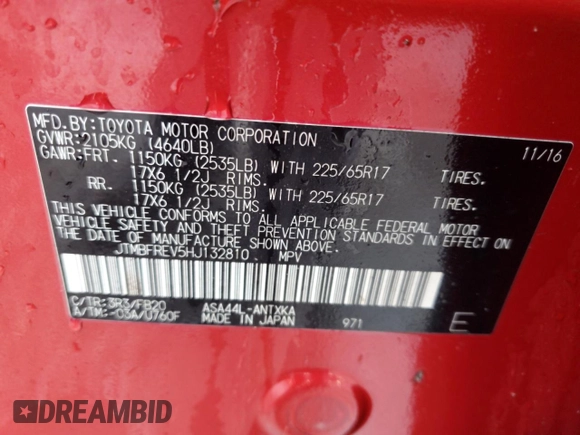 MFD. BY: TOYOTA MOTOR CORPORATION 11/16
GVWR: 2105KG (4640LB)
GAWR: FRT. 1150KG (2535LB) WITH 225/65R17 TIRES.
17X6 1/2J RIMS.
RR. 1150KG (2535LB) WITH 225/65R17 TIRES.
17X6 1/2J RIMS.
THIS VEHICLE CONFORMS TO ALL APPLICABLE FEDERAL MOTOR
VEHICLE SAFETY AND THEFT PREVENTION STANDARDS IN EFFECT ON
THE DATE OF MANUFACTURE SHOWN ABOVE.
JTMBFREV5HJ132810 MPV
C/TR: 3R3/FB20 ASA44L-ANTXKA
A/TM: -03A/U760F MADE IN JAPAN 971 E
DREAMBID